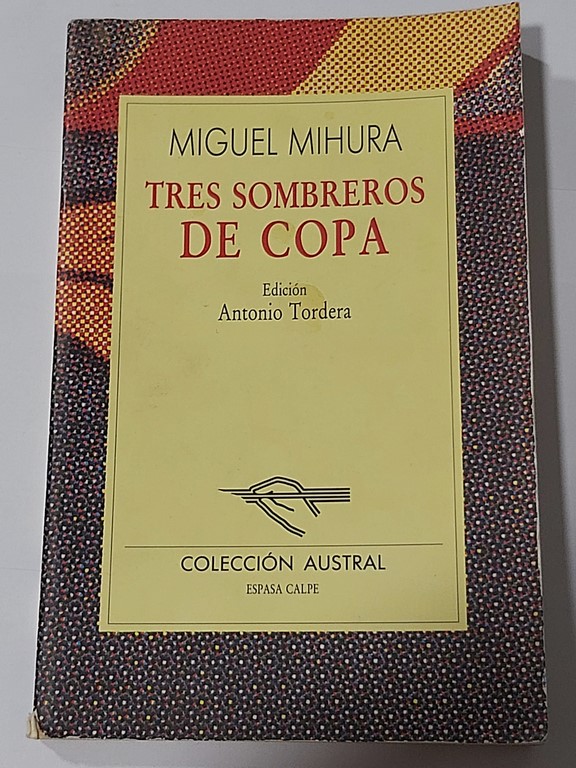 MIGUEL MIHURA
TRES SOMBREROS
DE COPA
Edición
Antonio Tordera
COLECCIÓN AUSTRAL
ESPASA CALPE